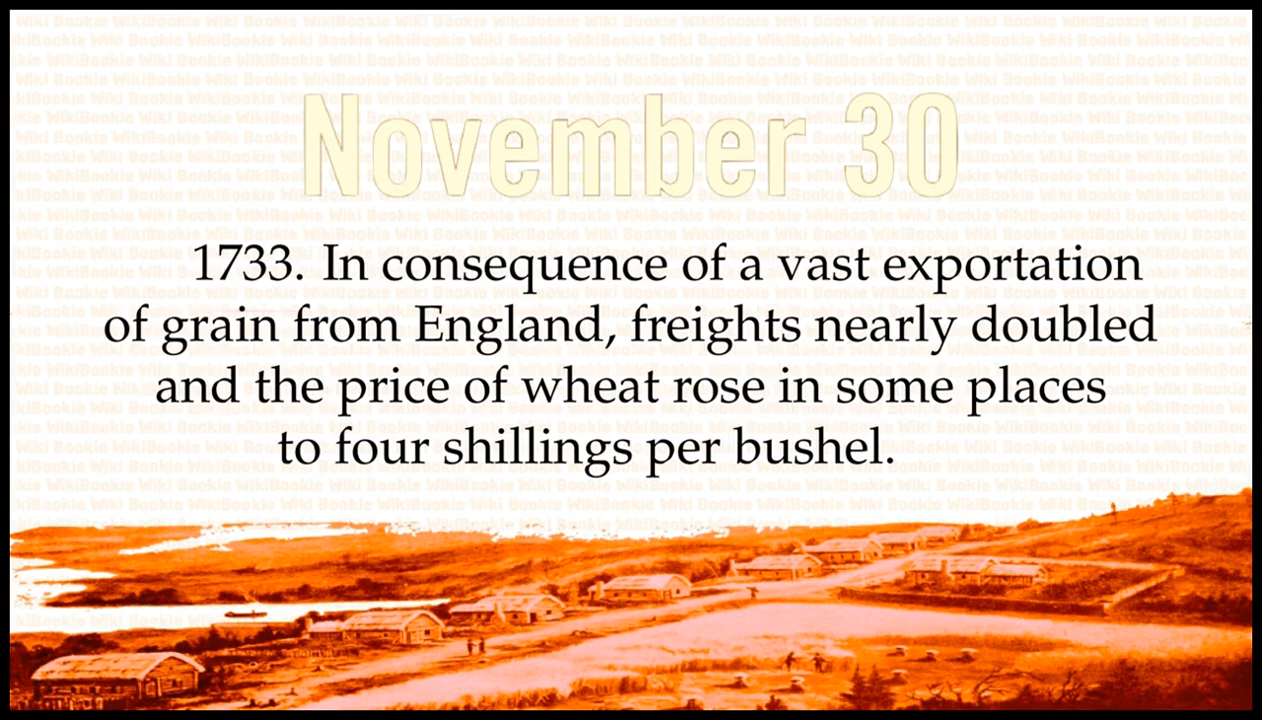 November 30
1733. In consequence of a vast exportation
of grain from England, freights nearly doubled
and the price of wheat rose in some places
to four shillings per bushel.